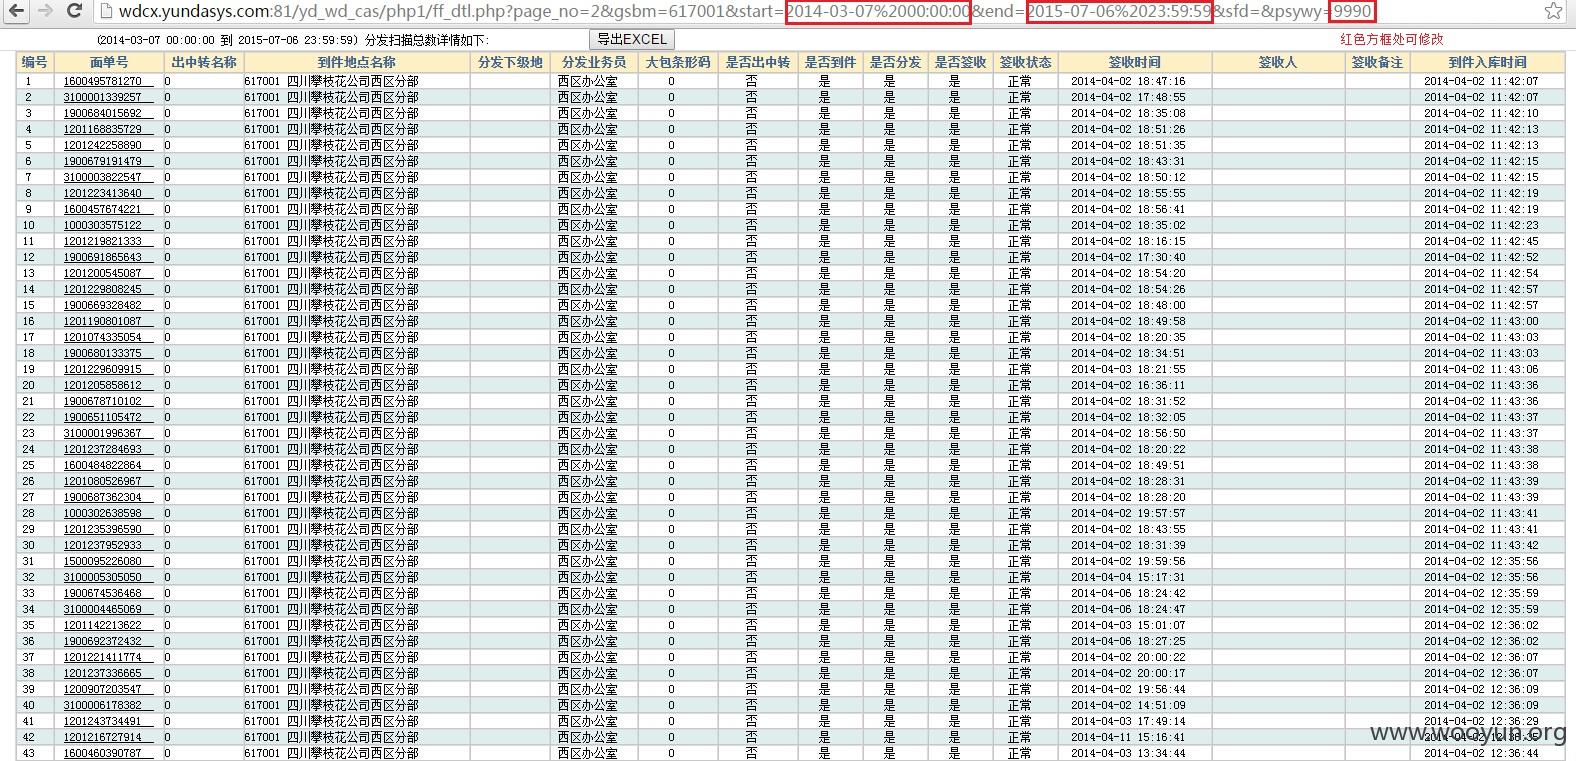 wdcx.yundasys.com:81/yd_wd_cas/php1/ff_dtl.php?page_no=2&gsbm=617001&start=2014-03-07%2000:00:00&end=2015-07-06%2023:59:59&sfd=&psywy=9990
(2014-03-07 00:00:00 到 2015-07-06 23:59:59) 分发扫描总数详情如下: 导出EXCEL 红色方框处可修改
编号 面单号 出中转名称 到件地点名称 分发下级地 分发业务员 大包条形码 是否出中转 是否到件 是否分发 是否签收 签收状态 签收时间 签收人 签收备注 到件入库时间
1 1600495781270 0 617001 四川攀枝花公司西区分部 西区办公室 0 否 是 是 是 正常 2014-04-02 18:47:16 2014-04-02 11:42:07
2 3100001339257 0 617001 四川攀枝花公司西区分部 西区办公室 0 否 是 是 是 正常 2014-04-02 17:48:55 2014-04-02 11:42:07
3 1900684015692 0 617001 四川攀枝花公司西区分部 西区办公室 0 否 是 是 是 正常 2014-04-02 18:35:08 2014-04-02 11:42:10
4 1201168835729 0 617001 四川攀枝花公司西区分部 西区办公室 0 否 是 是 是 正常 2014-04-02 18:51:26 2014-04-02 11:42:13
5 1201242258890 0 617001 四川攀枝花公司西区分部 西区办公室 0 否 是 是 是 正常 2014-04-02 18:51:35 2014-04-02 11:42:13
6 1900679191479 0 617001 四川攀枝花公司西区分部 西区办公室 0 否 是 是 是 正常 2014-04-02 18:43:31 2014-04-02 11:42:15
7 3100003822547 0 617001 四川攀枝花公司西区分部 西区办公室 0 否 是 是 是 正常 2014-04-02 18:50:12 2014-04-02 11:42:15
8 1201223413640 0 617001 四川攀枝花公司西区分部 西区办公室 0 否 是 是 是 正常 2014-04-02 18:55:55 2014-04-02 11:42:19
9 1600457674221 0 617001 四川攀枝花公司西区分部 西区办公室 0 否 是 是 是 正常 2014-04-02 18:56:41 2014-04-02 11:42:19
10 1000303575122 0 617001 四川攀枝花公司西区分部 西区办公室 0 否 是 是 是 正常 2014-04-02 18:35:02 2014-04-02 11:42:23
11 1201219821333 0 617001 四川攀枝花公司西区分部 西区办公室 0 否 是 是 是 正常 2014-04-02 18:16:15 2014-04-02 11:42:45
12 1900691865643 0 617001 四川攀枝花公司西区分部 西区办公室 0 否 是 是 是 正常 2014-04-02 17:30:40 2014-04-02 11:42:52
13 1201200545087 0 617001 四川攀枝花公司西区分部 西区办公室 0 否 是 是 是 正常 2014-04-02 18:54:20 2014-04-02 11:42:54
14 1201229808245 0 617001 四川攀枝花公司西区分部 西区办公室 0 否 是 是 是 正常 2014-04-02 18:54:26 2014-04-02 11:42:57
15 1900669328482 0 617001 四川攀枝花公司西区分部 西区办公室 0 否 是 是 是 正常 2014-04-02 18:48:00 2014-04-02 11:42:57
16 1201190801087 0 617001 四川攀枝花公司西区分部 西区办公室 0 否 是 是 是 正常 2014-04-02 18:49:58 2014-04-02 11:43:00
17 1201074335054 0 617001 四川攀枝花公司西区分部 西区办公室 0 否 是 是 是 正常 2014-04-02 18:20:35 2014-04-02 11:43:03
18 1900680133375 0 617001 四川攀枝花公司西区分部 西区办公室 0 否 是 是 是 正常 2014-04-02 18:34:51 2014-04-02 11:43:03
19 1201229609915 0 617001 四川攀枝花公司西区分部 西区办公室 0 否 是 是 是 正常 2014-04-03 18:21:55 2014-04-02 11:43:06
20 1201205858612 0 617001 四川攀枝花公司西区分部 西区办公室 0 否 是 是 是 正常 2014-04-02 16:36:11 2014-04-02 11:43:36
21 1900678710102 0 617001 四川攀枝花公司西区分部 西区办公室 0 否 是 是 是 正常 2014-04-02 18:31:52 2014-04-02 11:43:36
22 1900651105472 0 617001 四川攀枝花公司西区分部 西区办公室 0 否 是 是 是 正常 2014-04-02 18:32:05 2014-04-02 11:43:37
23 3100001996367 0 617001 四川攀枝花公司西区分部 西区办公室 0 否 是 是 是 正常 2014-04-02 18:56:50 2014-04-02 11:43:37
24 1201237284693 0 617001 四川攀枝花公司西区分部 西区办公室 0 否 是 是 是 正常 2014-04-02 18:20:22 2014-04-02 11:43:38
25 1600484822864 0 617001 四川攀枝花公司西区分部 西区办公室 0 否 是 是 是 正常 2014-04-02 18:49:51 2014-04-02 11:43:38
26 1201080526967 0 617001 四川攀枝花公司西区分部 西区办公室 0 否 是 是 是 正常 2014-04-02 18:28:31 2014-04-02 11:43:39
27 1900687362304 0 617001 四川攀枝花公司西区分部 西区办公室 0 否 是 是 是 正常 2014-04-02 18:28:20 2014-04-02 11:43:39
28 1000302638598 0 617001 四川攀枝花公司西区分部 西区办公室 0 否 是 是 是 正常 2014-04-02 19:57:57 2014-04-02 11:43:41
29 1201235396590 0 617001 四川攀枝花公司西区分部 西区办公室 0 否 是 是 是 正常 2014-04-02 18:43:55 2014-04-02 11:43:41
30 1201237952933 0 617001 四川攀枝花公司西区分部 西区办公室 0 否 是 是 是 正常 2014-04-02 18:31:39 2014-04-02 11:43:42
31 1500095226080 0 617001 四川攀枝花公司西区分部 西区办公室 0 否 是 是 是 正常 2014-04-02 19:59:56 2014-04-02 12:35:56
32 3100005305050 0 617001 四川攀枝花公司西区分部 西区办公室 0 否 是 是 是 正常 2014-04-04 15:17:31 2014-04-02 12:35:56
33 1900674536468 0 617001 四川攀枝花公司西区分部 西区办公室 0 否 是 是 是 正常 2014-04-06 18:24:42 2014-04-02 12:35:59
34 3100004465069 0 617001 四川攀枝花公司西区分部 西区办公室 0 否 是 是 是 正常 2014-04-06 18:24:47 2014-04-02 12:35:59
35 1201142213622 0 617001 四川攀枝花公司西区分部 西区办公室 0 否 是 是 是 正常 2014-04-03 15:01:07 2014-04-02 12:36:02
36 1900692372432 0 617001 四川攀枝花公司西区分部 西区办公室 0 否 是 是 是 正常 2014-04-06 18:27:25 2014-04-02 12:36:02
37 1201221411774 0 617001 四川攀枝花公司西区分部 西区办公室 0 否 是 是 是 正常 2014-04-02 20:00:22 2014-04-02 12:36:07
38 1201237336665 0 617001 四川攀枝花公司西区分部 西区办公室 0 否 是 是 是 正常 2014-04-02 20:00:17 2014-04-02 12:36:07
39 1200907203547 0 617001 四川攀枝花公司西区分部 西区办公室 0 否 是 是 是 正常 2014-04-02 19:56:44 2014-04-02 12:36:09
40 3100006178382 0 617001 四川攀枝花公司西区分部 西区办公室 0 否 是 是 是 正常 2014-04-02 14:51:09 2014-04-02 12:36:09
41 1201243734491 0 617001 四川攀枝花公司西区分部 西区办公室 0 否 是 是 是 正常 2014-04-03 17:49:14 2014-04-02 12:36:29
42 1201216727914 0 617001 四川攀枝花公司西区分部 西区办公室 0 否 是 是 是 正常 2014-04-11 15:16:41 2014-04-02 12:36:35
43 1600460390787 0 617001 四川攀枝花公司西区分部 西区办公室 0 否 是 是 是 正常 2014-04-03 13:34:44 2014-04-02 12:36:44
www.wooyun.org